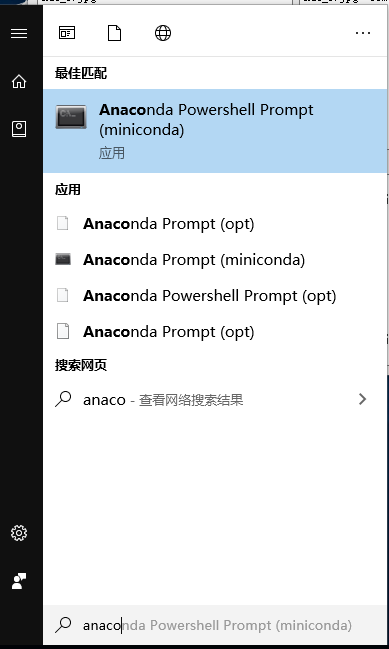 最佳匹配
Anaconda Powershell Prompt
(miniconda)
应用
应用
Anaconda Prompt (opt)
Anaconda Prompt (miniconda)
Anaconda Powershell Prompt (opt)
Anaconda Prompt (opt)
搜索网页
anaco - 查看网络搜索结果
anaconda Powershell Prompt (miniconda)